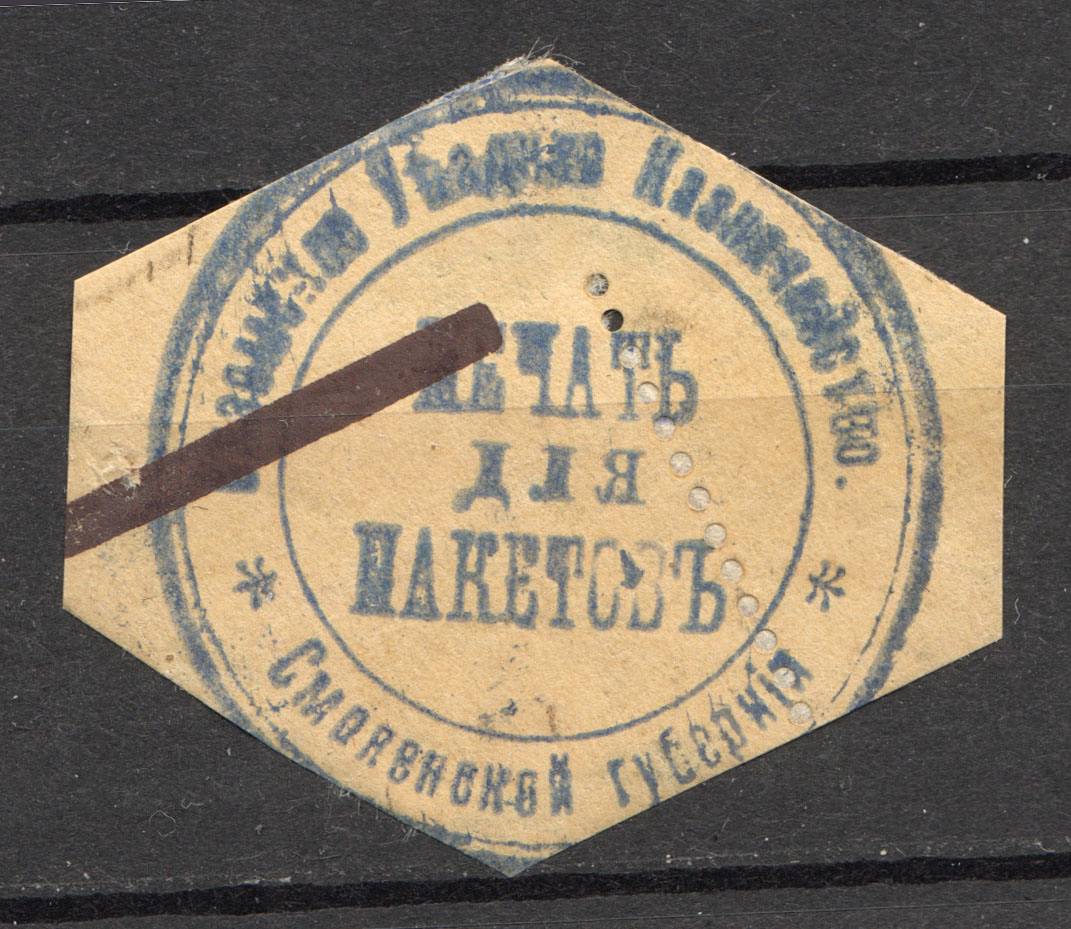 Уѣздное Казначейство.
ПЕЧАТЬ
для
ПАКЕТОВЪ
* Смоленской губерніи *